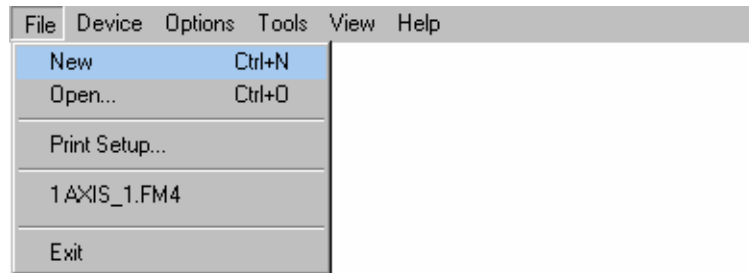 File Device Options Tools View Help
New Ctrl+N
Open... Ctrl+O
Print Setup...
1 AXIS_1.FM4
Exit